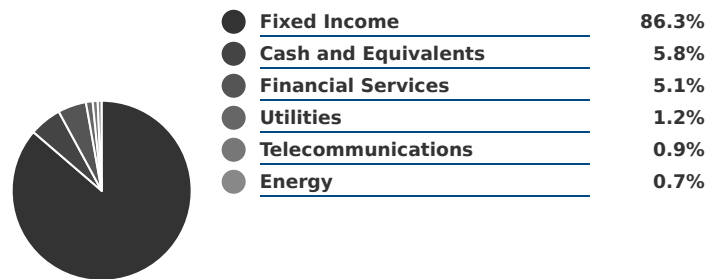 Fixed Income 86.3%
Cash and Equivalents 5.8%
Financial Services 5.1%
Utilities 1.2%
Telecommunications 0.9%
Energy 0.7%